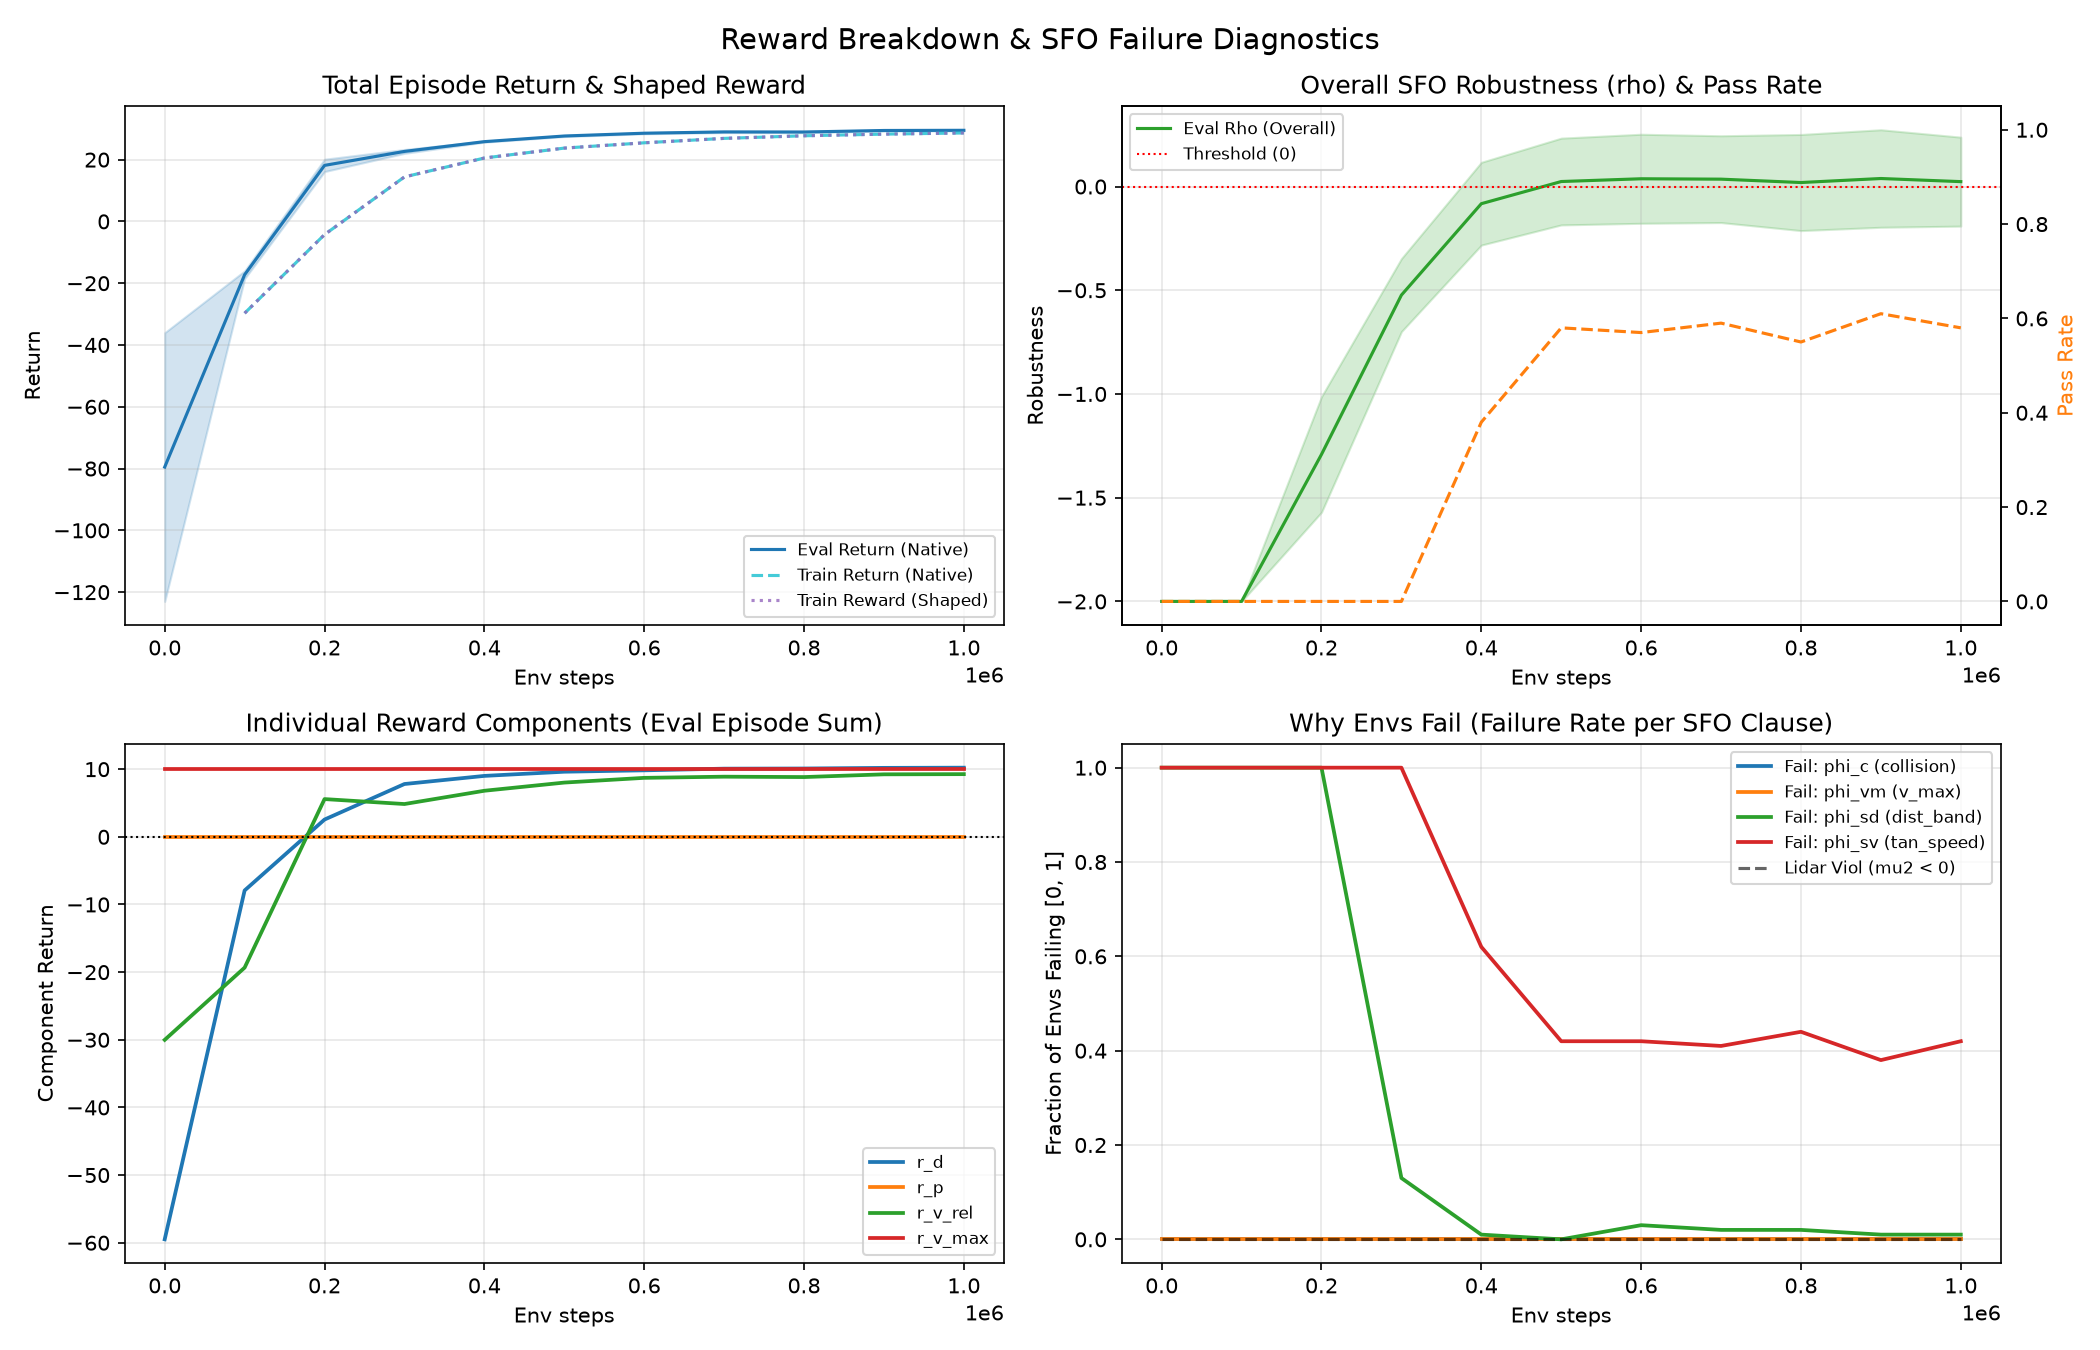 Reward Breakdown & SFO Failure Diagnostics
Total Episode Return & Shaped Reward
Return
20
0
−20
−40
−60
−80
−100
−120
Eval Return (Native)
Train Return (Native)
Train Reward (Shaped)
0.0 0.2 0.4 0.6 0.8 1.0
1e6
Env steps
Overall SFO Robustness (rho) & Pass Rate
Eval Rho (Overall)
Threshold (0)
Robustness
0.0
−0.5
−1.0
−1.5
−2.0
1.0
0.8
0.6
0.4
0.2
0.0
Pass Rate
0.0 0.2 0.4 0.6 0.8 1.0
1e6
Env steps
Individual Reward Components (Eval Episode Sum)
Component Return
10
0
−10
−20
−30
−40
−50
−60
r_d
r_p
r_v_rel
r_v_max
0.0 0.2 0.4 0.6 0.8 1.0
1e6
Env steps
Why Envs Fail (Failure Rate per SFO Clause)
Fraction of Envs Failing [0, 1]
1.0
0.8
0.6
0.4
0.2
0.0
Fail: phi_c (collision)
Fail: phi_vm (v_max)
Fail: phi_sd (dist_band)
Fail: phi_sv (tan_speed)
Lidar Viol (mu2 < 0)
0.0 0.2 0.4 0.6 0.8 1.0
1e6
Env steps